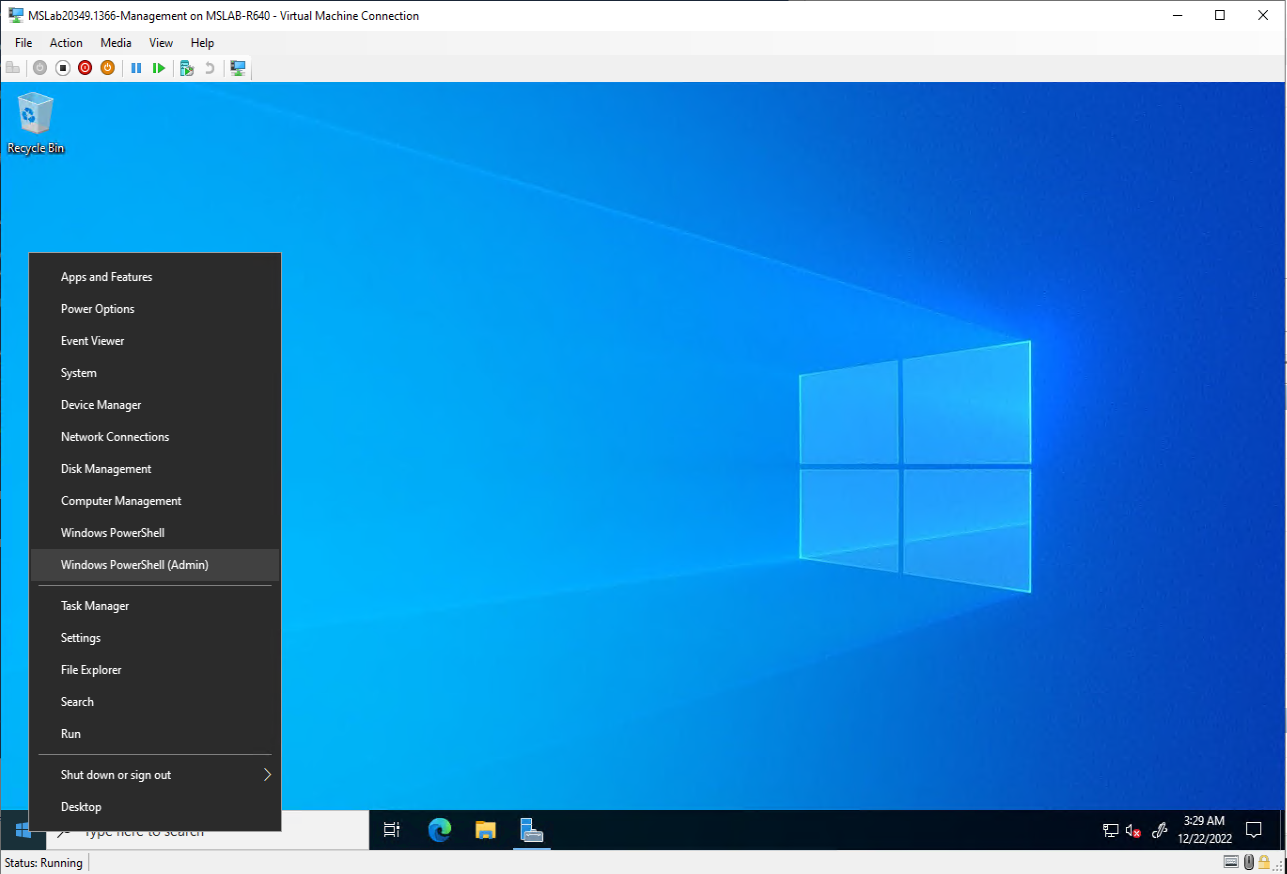 MSLab20349.1366-Management on MSLAB-R640 - Virtual Machine Connection
File Action Media View Help
Recycle Bin
Apps and Features
Power Options
Event Viewer
System
Device Manager
Network Connections
Disk Management
Computer Management
Windows PowerShell
Windows PowerShell (Admin)
Task Manager
Settings
File Explorer
Search
Run
Shut down or sign out
Desktop
Type here to search
3:29 AM
12/22/2022
Status: Running